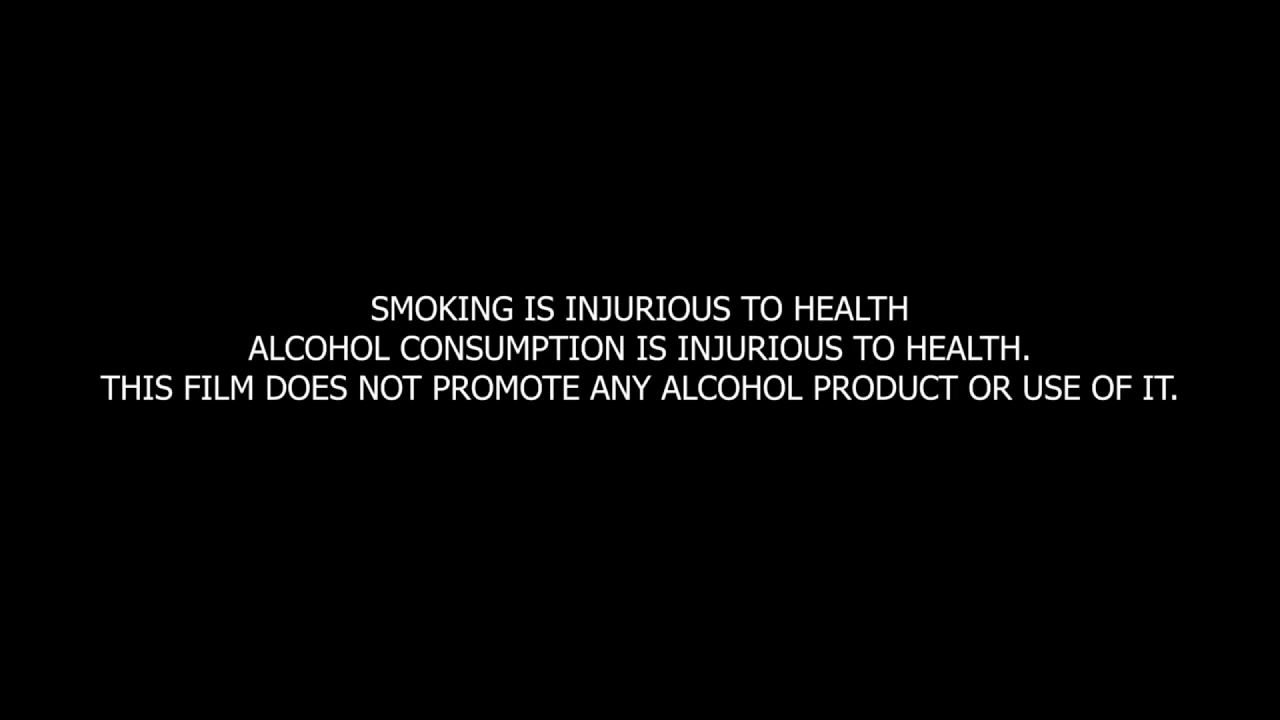 SMOKING IS INJURIOUS TO HEALTH
ALCOHOL CONSUMPTION IS INJURIOUS TO HEALTH.
THIS FILM DOES NOT PROMOTE ANY ALCOHOL PRODUCT OR USE OF IT.